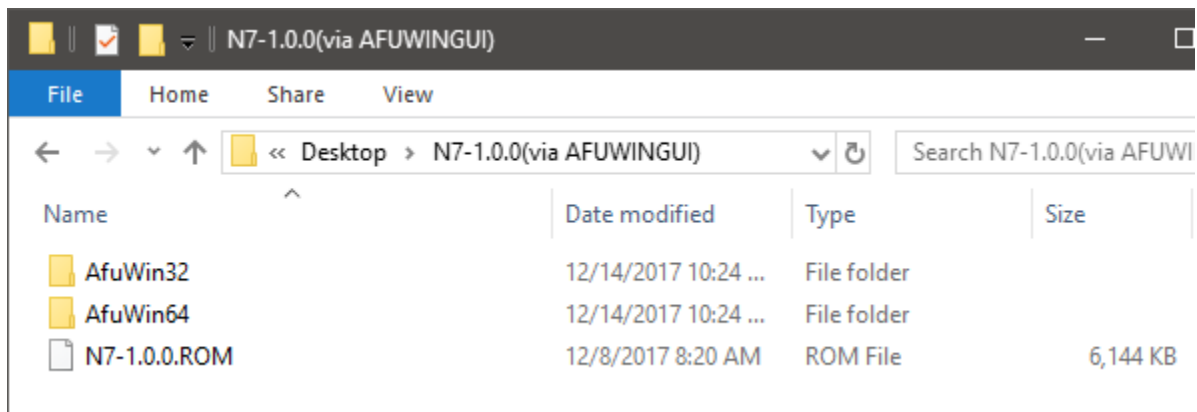 N7-1.0.0(via AFUWINGUI)
File Home Share View
« Desktop > N7-1.0.0(via AFUWINGUI) Search N7-1.0.0(via AFUWI
Name Date modified Type Size
AfuWin32 12/14/2017 10:24 ... File folder
AfuWin64 12/14/2017 10:24 ... File folder
N7-1.0.0.ROM 12/8/2017 8:20 AM ROM File 6,144 KB